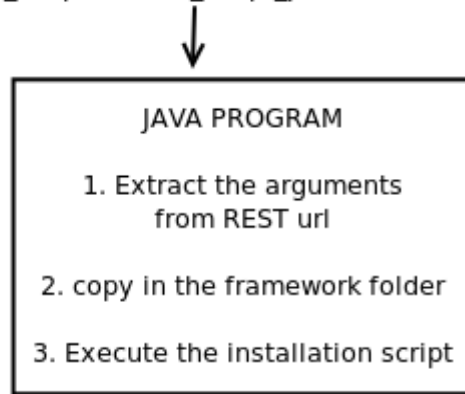 JAVA PROGRAM
1. Extract the arguments
from REST url
2. copy in the framework folder
3. Execute the installation script